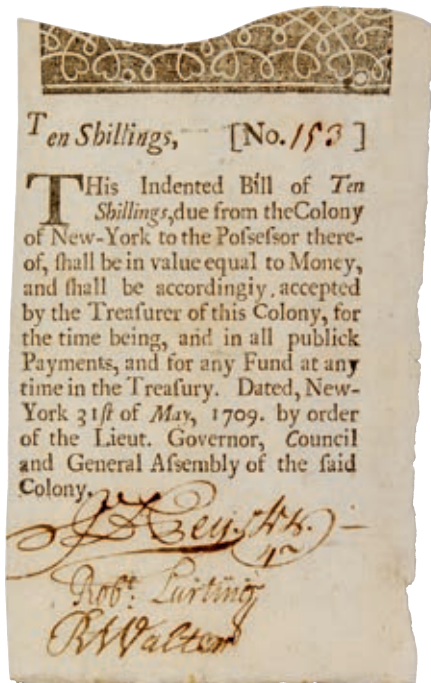 Ten Shillings, [No. 153 ]
THis Indented Bill of Ten
Shillings, due from the Colony
of New-York to the Poſſeſſor there-
of, ſhall be in value equal to Money,
and ſhall be accordingly accepted
by the Treaſurer of this Colony, for
the time being, and in all publick
Payments, and for any Fund at any
time in the Treaſury. Dated, New-
York 31ſt of May, 1709. by order
of the Lieut. Governor, Council
and General Aſſembly of the ſaid
Colony.
Robt Lurting
R Walter